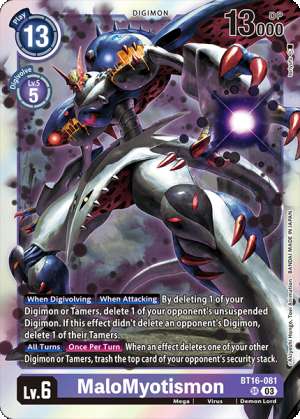 DIGIMON
Play
13
13000
DP
Digivolve
Lv.5
5
When Digivolving When Attacking By deleting 1 of your
Digimon or Tamers, delete 1 of your opponent's unsuspended
Digimon. If this effect didn't delete an opponent's Digimon,
delete 1 of their Tamers.
All Turns Once Per Turn When an effect deletes one of your other
Digimon or Tamers, trash the top card of your opponent's security stack.
BT16-081
Lv.6
MaloMyotismon
SR
03
Mega Virus Demon Lord